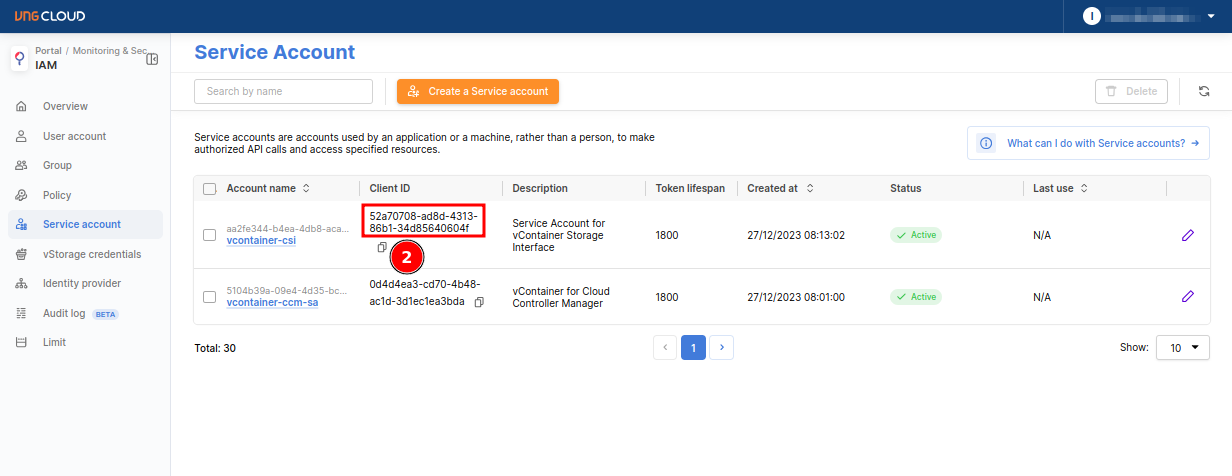 VNG CLOUD
I
Portal / Monitoring & Sec...
IAM
Service Account
Search by name
Create a Service account
Delete
Overview
User account
Group
Policy
Service account
vStorage credentials
Identity provider
Audit log BETA
Limit
Service accounts are accounts used by an application or a machine, rather than a person, to make
authorized API calls and access specified resources.
What can I do with Service accounts?
Account name Client ID Description Token lifespan Created at Status Last use
aa2fe344-b4ea-4db8-aca...
vcontainer-csi
52a70708-ad8d-4313-
86b1-34d85640604f
2
Service Account for
vContainer Storage
Interface
1800
27/12/2023 08:13:02
Active
N/A
5104b39a-09e4-4d35-bc...
vcontainer-ccm-sa
0d4d4ea3-cd70-4b48-
ac1d-3d1ec1ea3bda
vContainer for Cloud
Controller Manager
1800
27/12/2023 08:01:00
Active
N/A
Total: 30
1
Show: 10